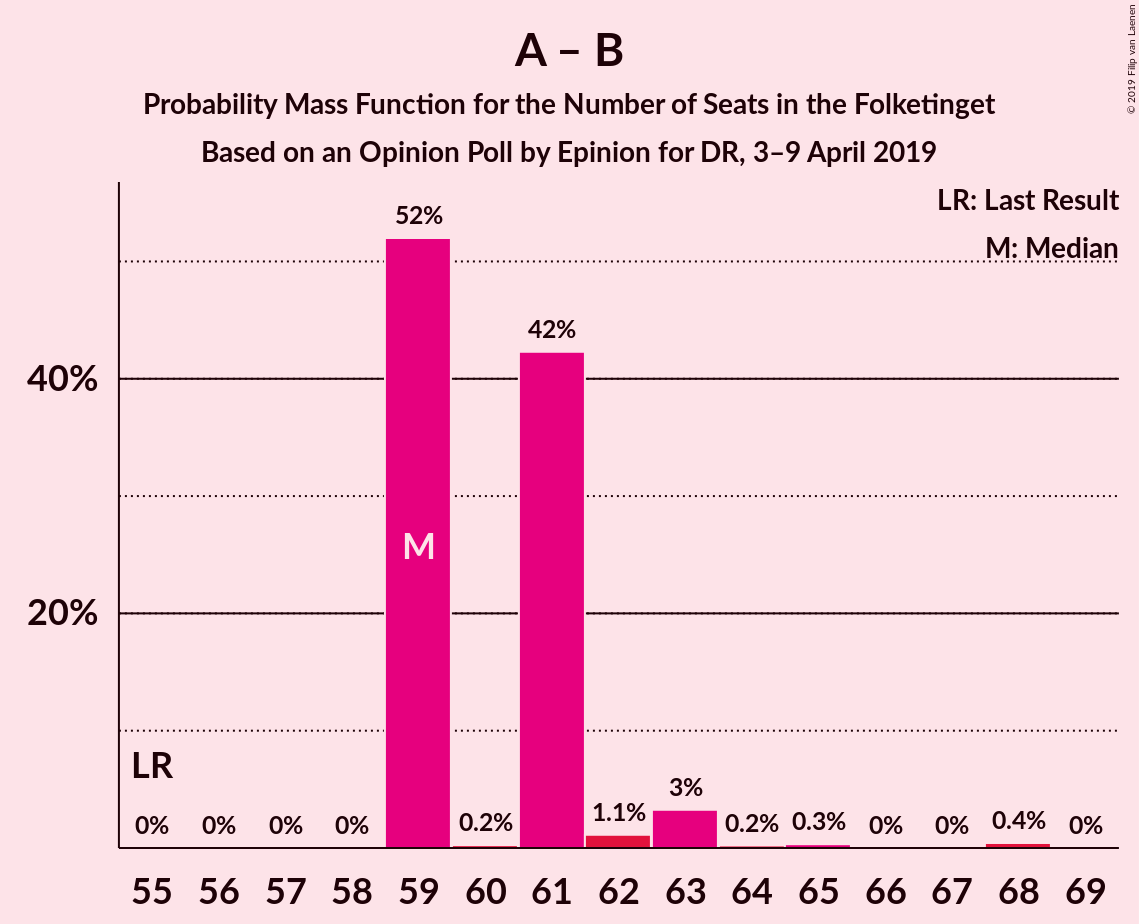 A – B
Probability Mass Function for the Number of Seats in the Folketinget
Based on an Opinion Poll by Epinion for DR, 3–9 April 2019
© 2019 Filip van Laenen
LR: Last Result
M: Median
52%
42%
40%
M
20%
LR
0% 0% 0% 0% 0.2% 1.1% 3% 0.2% 0.3% 0% 0% 0.4% 0%
55 56 57 58 59 60 61 62 63 64 65 66 67 68 69